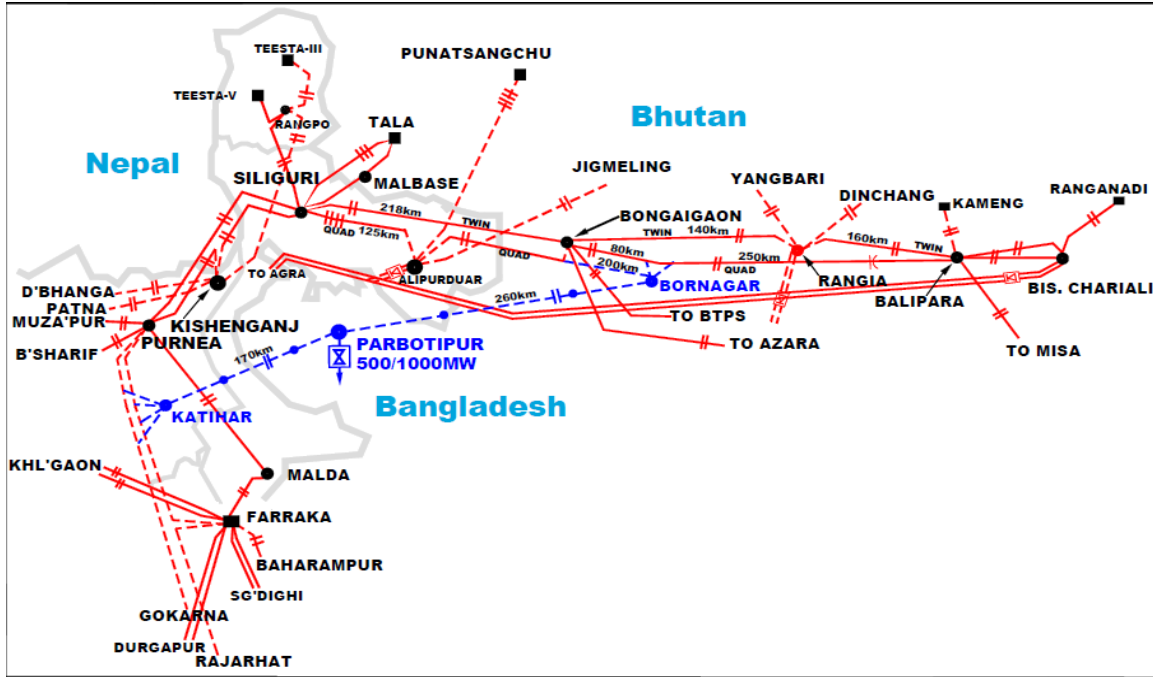 TEESTA-III
PUNATSANGCHU
TEESTA-V
RANGPO
TALA
Bhutan
Nepal
JIGMELING
YANGBARI
DINCHANG
RANGANADI
KAMENG
SILIGURI
MALBASE
218km
TWIN
BONGAIGAON
TWIN
140km
160km
TWIN
QUAD
125km
QUAD
80km
250km
QUAD
200km
TO AGRA
ALIPURDUAR
BORNAGAR
RANGIA
BALIPARA
BIS. CHARIALI
D'BHANGA
PATNA
MUZA'PUR
KISHENGANJ
PURNEA
260km
TO BTPS
TO AZARA
TO MISA
B'SHARIF
170km
PARBOTIPUR
500/1000MW
KATIHAR
Bangladesh
KHL'GAON
MALDA
FARRAKA
BAHARAMPUR
SG'DIGHI
GOKARNA
DURGAPUR
RAJARHAT